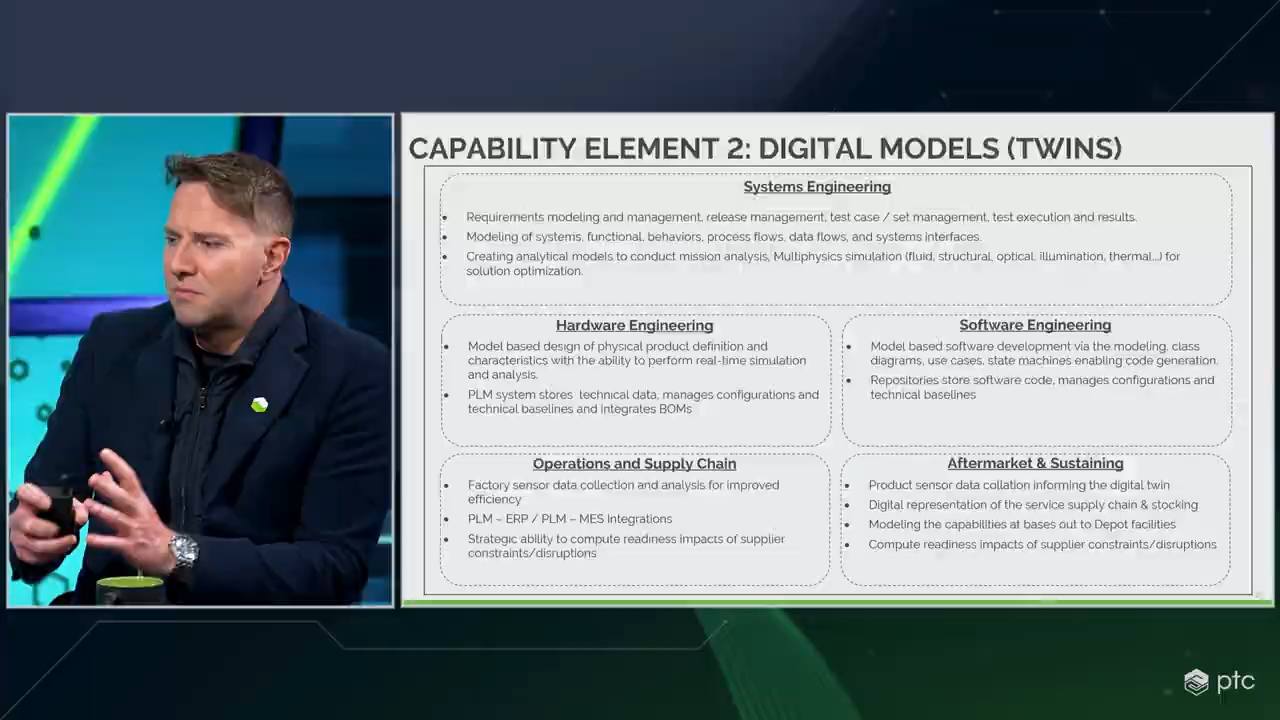 CAPABILITY ELEMENT 2: DIGITAL MODELS (TWINS)
Systems Engineering
• Requirements modeling and management, release management, test case / set management, test execution and results.
• Modeling of systems, functional, behaviors, process flows, data flows, and systems interfaces.
• Creating analytical models to conduct mission analysis, Multiphysics simulation (fluid, structural, optical, illumination, thermal...) for
solution optimization.
Hardware Engineering
• Model based design of physical product definition and
characteristics with the ability to perform real-time simulation
and analysis.
• PLM system stores technical data, manages configurations and
technical baselines and integrates BOMs
Software Engineering
• Model based software development via the modeling, class
diagrams, use cases, state machines enabling code generation.
• Repositories store software code, manages configurations and
technical baselines
Operations and Supply Chain
• Factory sensor data collection and analysis for improved
efficiency
• PLM – ERP / PLM – MES Integrations
• Strategic ability to compute readiness impacts of supplier
constraints/disruptions
Aftermarket & Sustaining
• Product sensor data collation informing the digital twin
• Digital representation of the service supply chain & stocking
• Modeling the capabilities at bases out to Depot facilities
• Compute readiness impacts of supplier constraints/disruptions
ptc